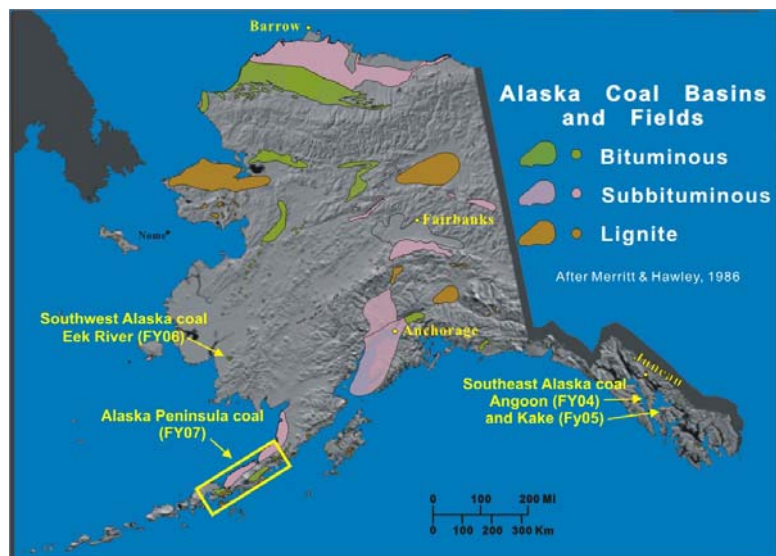 Barrow
Alaska Coal Basins
and Fields
Bituminous
Subbituminous
Lignite
After Merritt & Hawley, 1986
Fairbanks
Nome
Southwest Alaska coal
Eek River (FY06)
Anchorage
Juneau
Southeast Alaska coal
Angoon (FY04)
and Kake (Fy05)
Alaska Peninsula coal
(FY07)
0 100 200 MI
0 100 200 300 Km